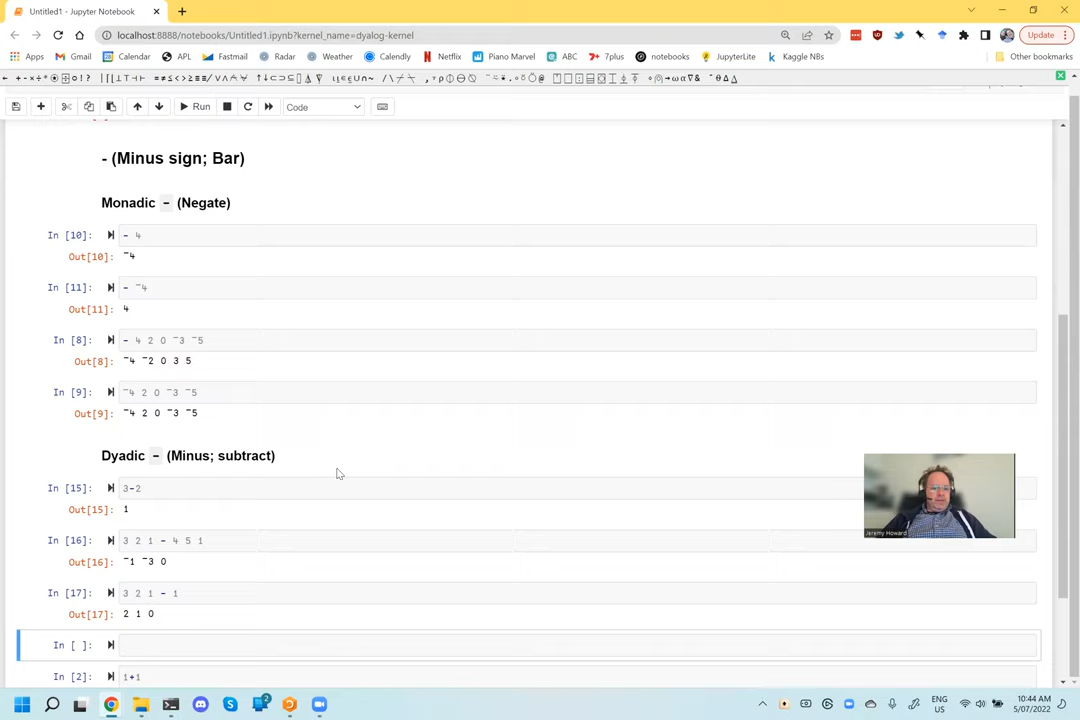 Untitled1 - Jupyter Notebook
localhost:8888/notebooks/Untitled1.ipynb?kernel_name=dyalog-kernel
Update
Apps Gmail Calendar APL Fastmail Radar Weather Calendly Netflix Piano Marvel ABC 7plus notebooks JupyterLite Kaggle NBs Other bookmarks
Run Code
- (Minus sign; Bar)
Monadic - (Negate)
In [10]: - 4
Out[10]: ¯4
In [11]: - ¯4
Out[11]: 4
In [8]: - 4 2 0 ¯3 ¯5
Out[8]: ¯4 ¯2 0 3 5
In [9]: ¯4 2 0 ¯3 ¯5
Out[9]: ¯4 2 0 ¯3 ¯5
Dyadic - (Minus; subtract)
In [15]: 3-2
Out[15]: 1
In [16]: 3 2 1 - 4 5 1
Out[16]: ¯1 ¯3 0
Jeremy Howard
In [17]: 3 2 1 - 1
Out[17]: 2 1 0
In [ ]:
In [2]: 1+1
2
ENG
US
10:44 AM
5/07/2022